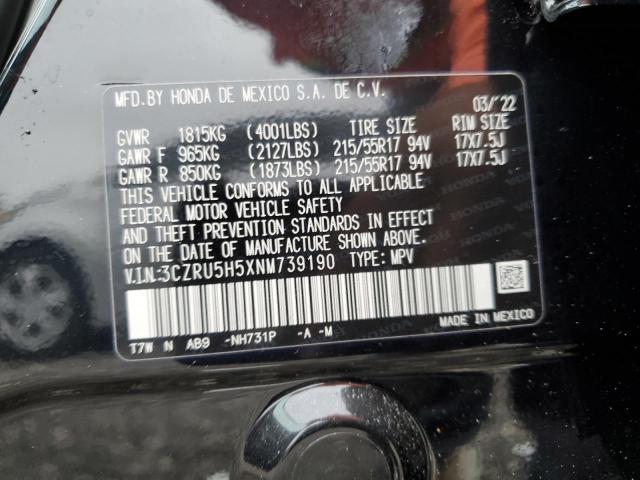 MFD.BY HONDA DE MEXICO S.A. DE C.V. 03/'22
GVWR 1815KG (4001LBS) TIRE SIZE RIM SIZE
GAWR F 965KG (2127LBS) 215/55R17 94V 17X7.5J
GAWR R 850KG (1873LBS) 215/55R17 94V 17X7.5J
THIS VEHICLE CONFORMS TO ALL APPLICABLE
FEDERAL MOTOR VEHICLE SAFETY
AND THEFT PREVENTION STANDARDS IN EFFECT
ON THE DATE OF MANUFACTURE SHOWN ABOVE.
V.I.N.:3CZRU5H5XNM739190 TYPE: MPV
T7W N AB9 -NH731P -A -M MADE IN MEXICO